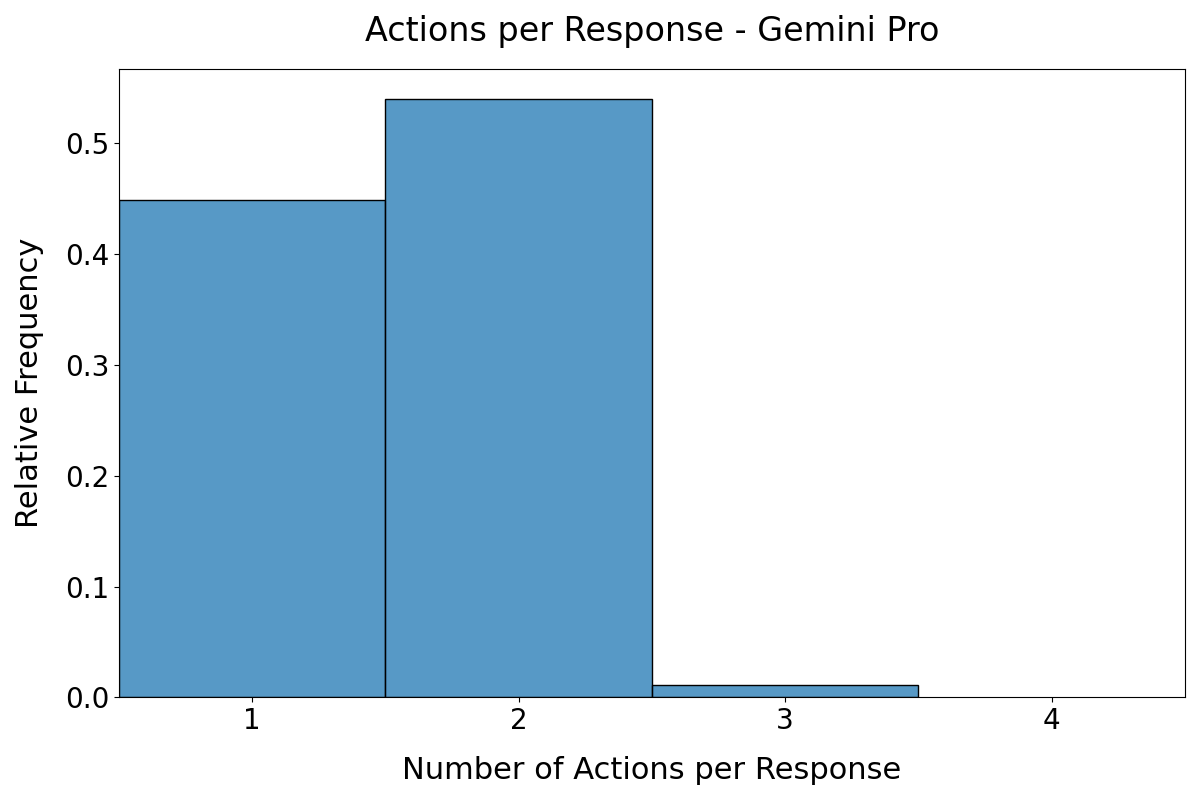 Actions per Response - Gemini Pro
Relative Frequency
0.5
0.4
0.3
0.2
0.1
0.0
1 2 3 4
Number of Actions per Response